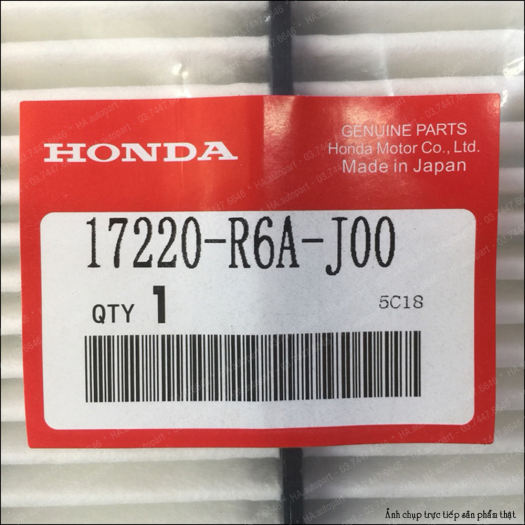 GENUINE PARTS
HONDA
Honda Motor Co., Ltd.
Made in Japan
17220-R6A-J00
QTY 1
5C18
Ảnh chụp trực tiếp sản phẩm thật